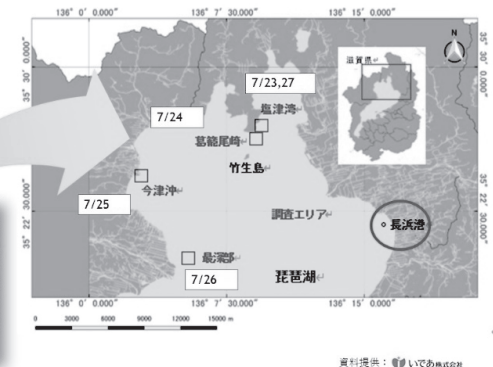 136° 0' 0.000"
136° 7' 30.000"
136° 15' 0.000"
N
滋賀県
35° 30' 0.000"
35° 30' 0.000"
7/23,27
塩津湾
7/24
葛籠尾崎
竹生島
今津沖
7/25
調査エリア
長浜港
35° 22' 30.000"
35° 22' 30.000"
最深部
7/26
琵琶湖
136° 0' 0.000"
136° 7' 30.000"
136° 15' 0.000"
0 3000 6000 9000 12000 15000 m
資料提供: いであ株式会社